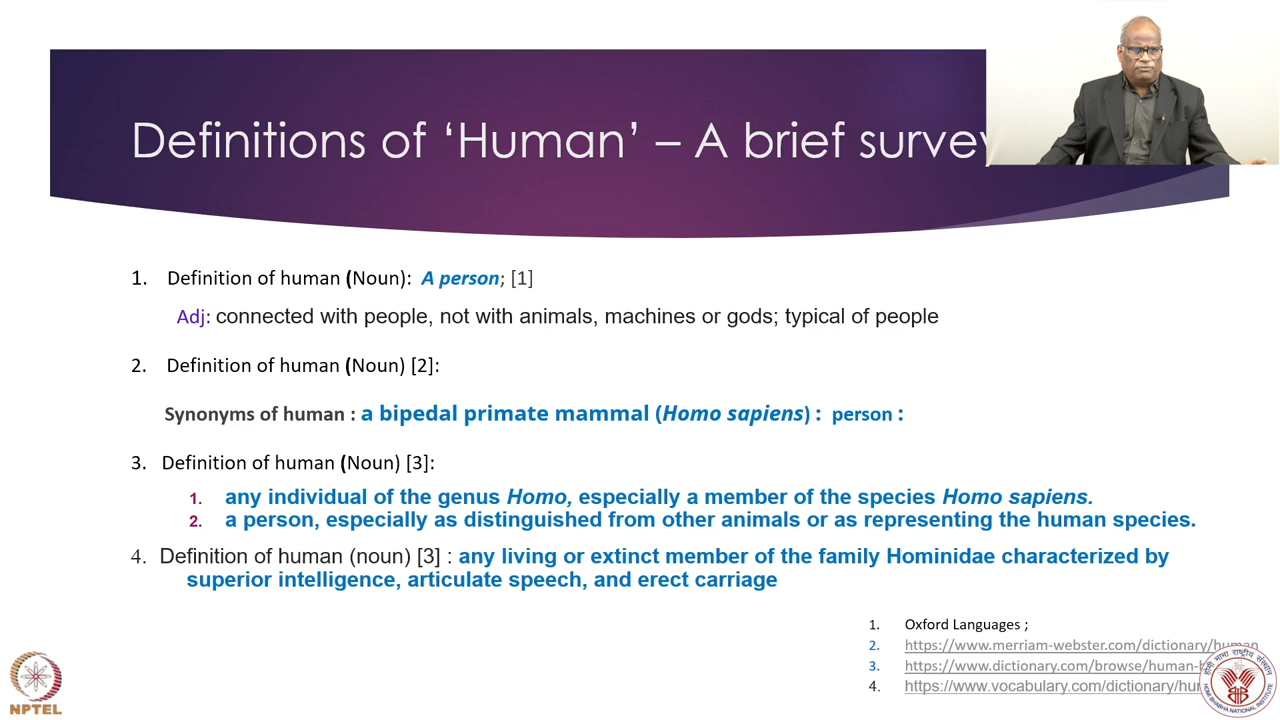 Definitions of ‘Human’ – A brief survey
1. Definition of human (Noun): A person; [1]
Adj: connected with people, not with animals, machines or gods; typical of people
2. Definition of human (Noun) [2]:
Synonyms of human : a bipedal primate mammal (Homo sapiens) : person :
3. Definition of human (Noun) [3]:
1. any individual of the genus Homo, especially a member of the species Homo sapiens.
2. a person, especially as distinguished from other animals or as representing the human species.
4. Definition of human (noun) [3] : any living or extinct member of the family Hominidae characterized by
superior intelligence, articulate speech, and erect carriage
1. Oxford Languages ;
2. https://www.merriam-webster.com/dictionary/human
3. https://www.dictionary.com/browse/human-
4. https://www.vocabulary.com/dictionary/hu
NPTEL
होमी भाभा राष्ट्रीय संस्थान
HOMI BHABHA NATIONAL INSTITUTE